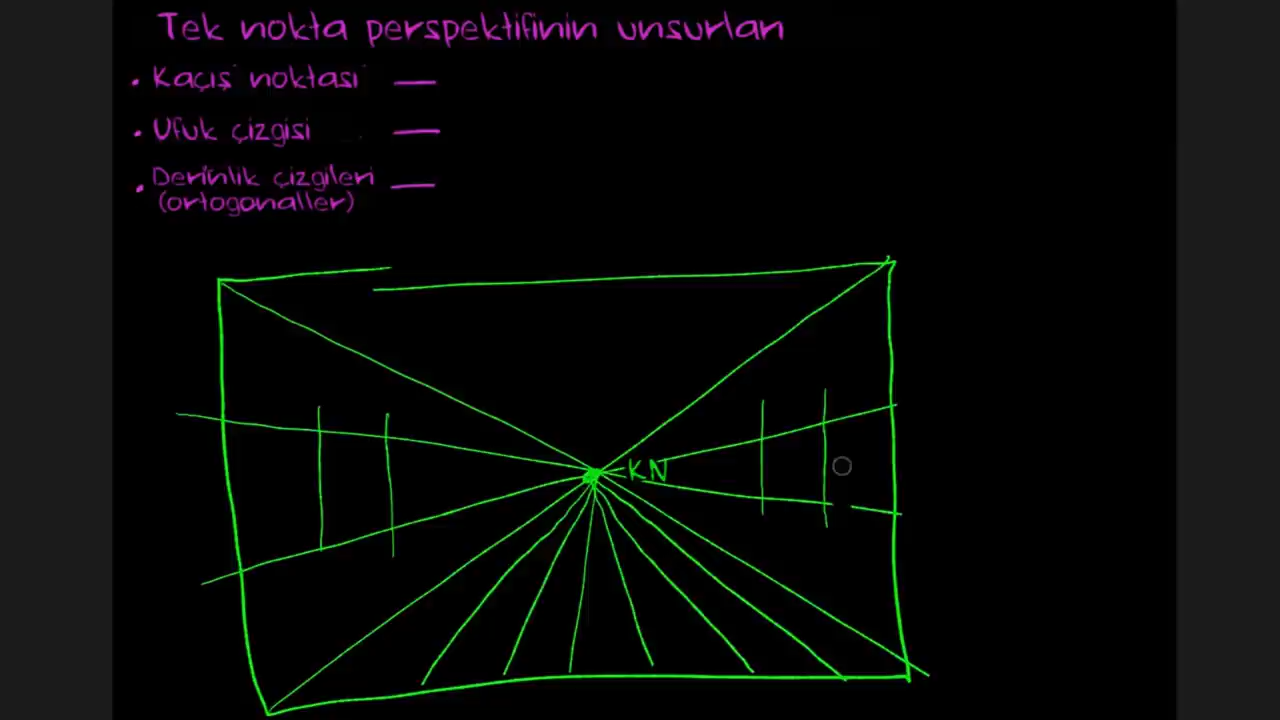 Tek nokta perspektifinin unsurları
• Kaçış noktası —
• Ufuk çizgisi —
• Derinlik çizgileri —
(ortogonaller)
KN